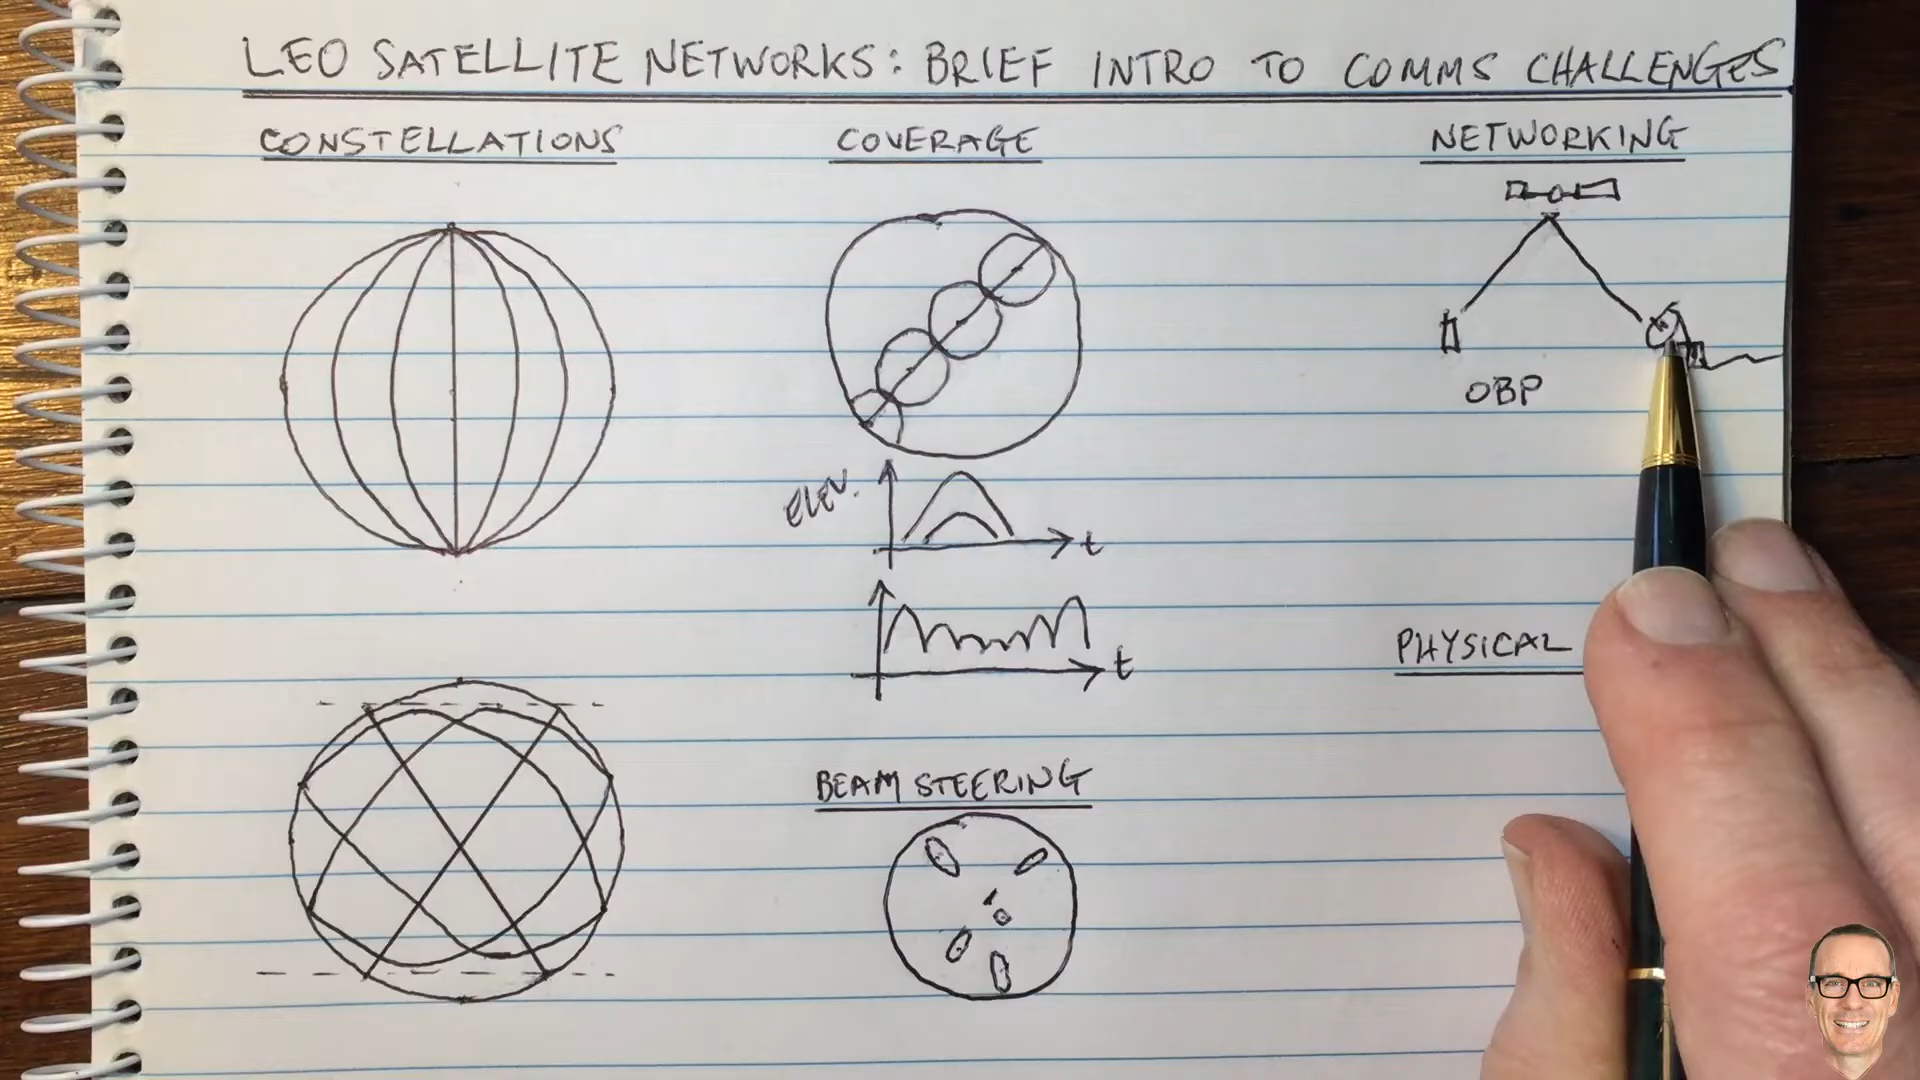 LEO SATELLITE NETWORKS: BRIEF INTRO TO COMMS CHALLENGES
CONSTELLATIONS
COVERAGE
ELEV.
t
t
BEAM STEERING
NETWORKING
OBP
PHYSICAL